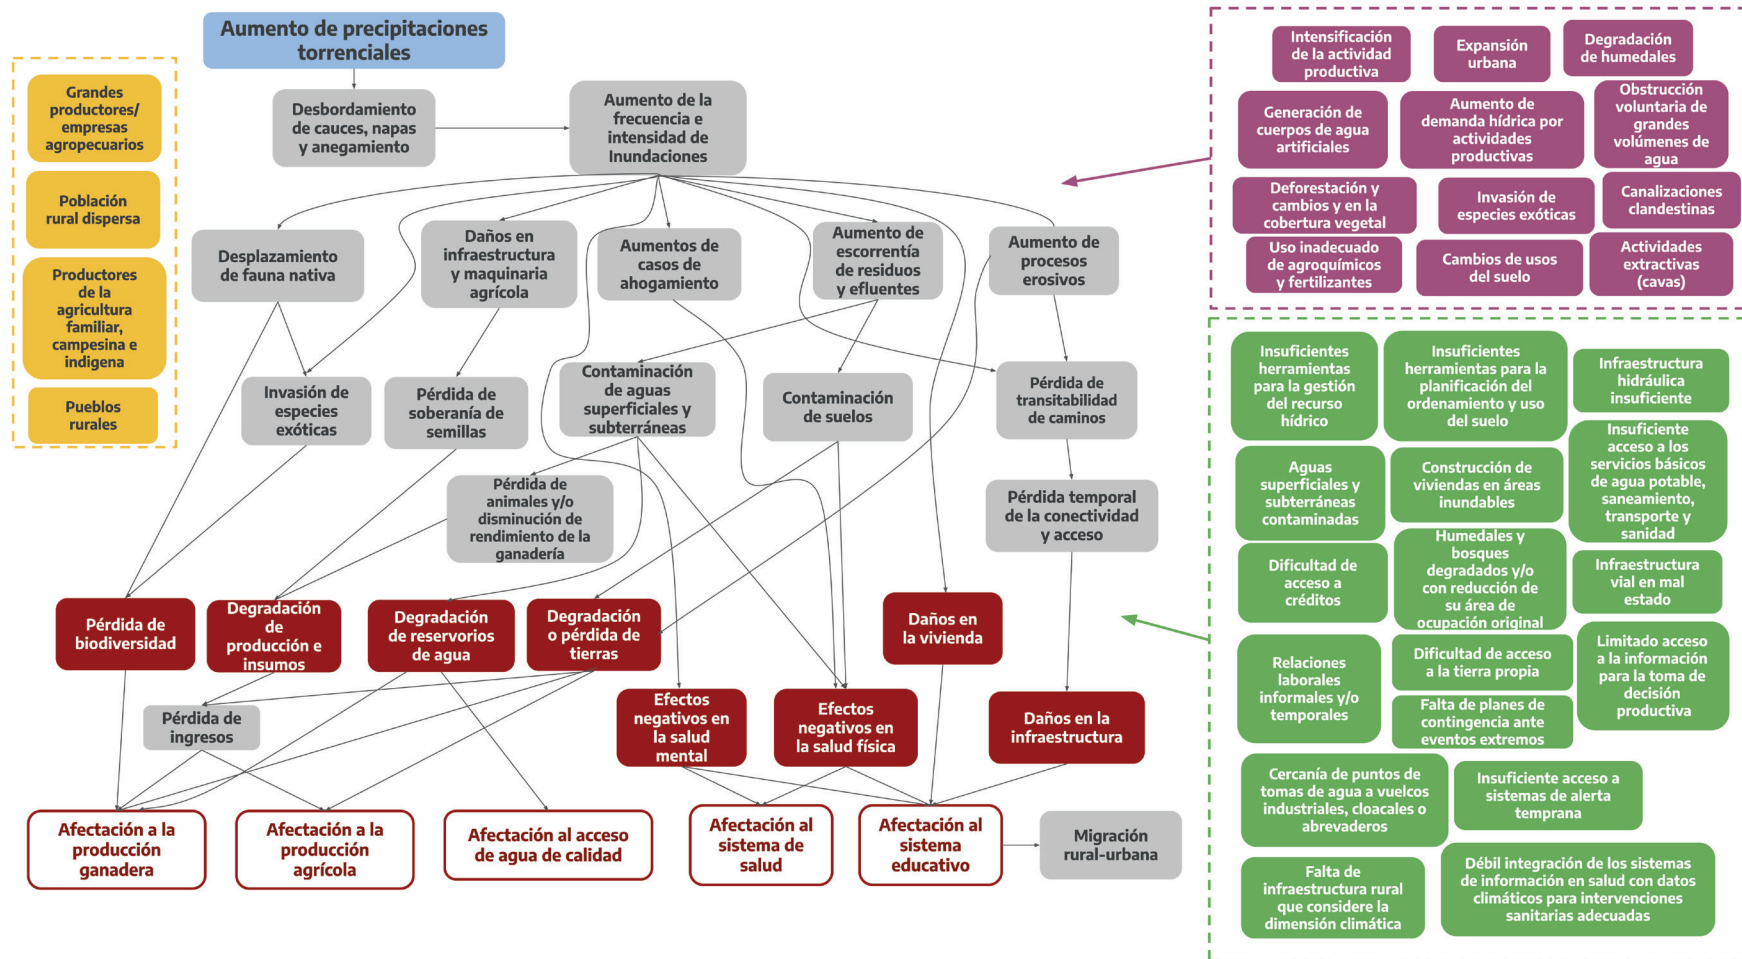 Aumento de precipitaciones
torrenciales
Grandes
productores/
empresas
agropecuarios
Población
rural dispersa
Productores
de la
agricultura
familiar,
campesina e
indigena
Pueblos
rurales
Desbordamiento
de cauces, napas
y anegamiento
Aumento de la
frecuencia e
intensidad de
Inundaciones
Desplazamiento
de fauna nativa
Daños en
infraestructura
y maquinaria
agrícola
Aumentos de
casos de
ahogamiento
Aumento de
escorrentía
de residuos
y efluentes
Aumento de
procesos
erosivos
Invasión de
especies
exóticas
Pérdida de
soberanía de
semillas
Contaminación
de aguas
superficiales y
subterráneas
Contaminación
de suelos
Pérdida de
transitabilidad
de caminos
Pérdida de
animales y/o
disminución de
rendimiento de la
ganadería
Pérdida temporal
de la conectividad
y acceso
Pérdida de
biodiversidad
Degradación
de
producción e
insumos
Degradación
de reservorios
de agua
Degradación
o pérdida de
tierras
Daños en
la vivienda
Pérdida de
ingresos
Efectos
negativos en
la salud
mental
Efectos
negativos en
la salud física
Daños en la
infraestructura
Afectación a la
producción
ganadera
Afectación a la
producción
agrícola
Afectación al acceso
de agua de calidad
Afectación al
sistema de
salud
Afectación al
sistema
educativo
Migración
rural-urbana
Intensificación
de la actividad
productiva
Expansión
urbana
Degradación
de humedales
Generación de
cuerpos de agua
artificiales
Aumento de
demanda hídrica por
actividades
productivas
Obstrucción
voluntaria de
grandes
volúmenes de
agua
Deforestación y
cambios y en la
cobertura vegetal
Invasión de
especies exóticas
Canalizaciones
clandestinas
Uso inadecuado
de agroquímicos
y fertilizantes
Cambios de usos
del suelo
Actividades
extractivas
(cavas)
Insuficientes
herramientas
para la gestión
del recurso
hídrico
Insuficientes
herramientas para la
planificación del
ordenamiento y uso
del suelo
Infraestructura
hidráulica
insuficiente
Aguas
superficiales y
subterráneas
contaminadas
Construcción de
viviendas en áreas
inundables
Insuficiente
acceso a los
servicios básicos
de agua potable,
saneamiento,
transporte y
sanidad
Dificultad de
acceso a
créditos
Humedales y
bosques
degradados y/o
con reducción de
su área de
ocupación original
Infraestructura
vial en mal
estado
Relaciones
laborales
informales y/o
temporales
Dificultad de acceso
a la tierra propia
Limitado acceso
a la información
para la toma de
decisión
productiva
Falta de planes de
contingencia ante
eventos extremos
Cercanía de puntos de
tomas de agua a vuelcos
industriales, cloacales o
abrevaderos
Insuficiente acceso a
sistemas de alerta
temprana
Falta de
infraestructura rural
que considere la
dimensión climática
Débil integración de los sistemas
de información en salud con datos
climáticos para intervenciones
sanitarias adecuadas